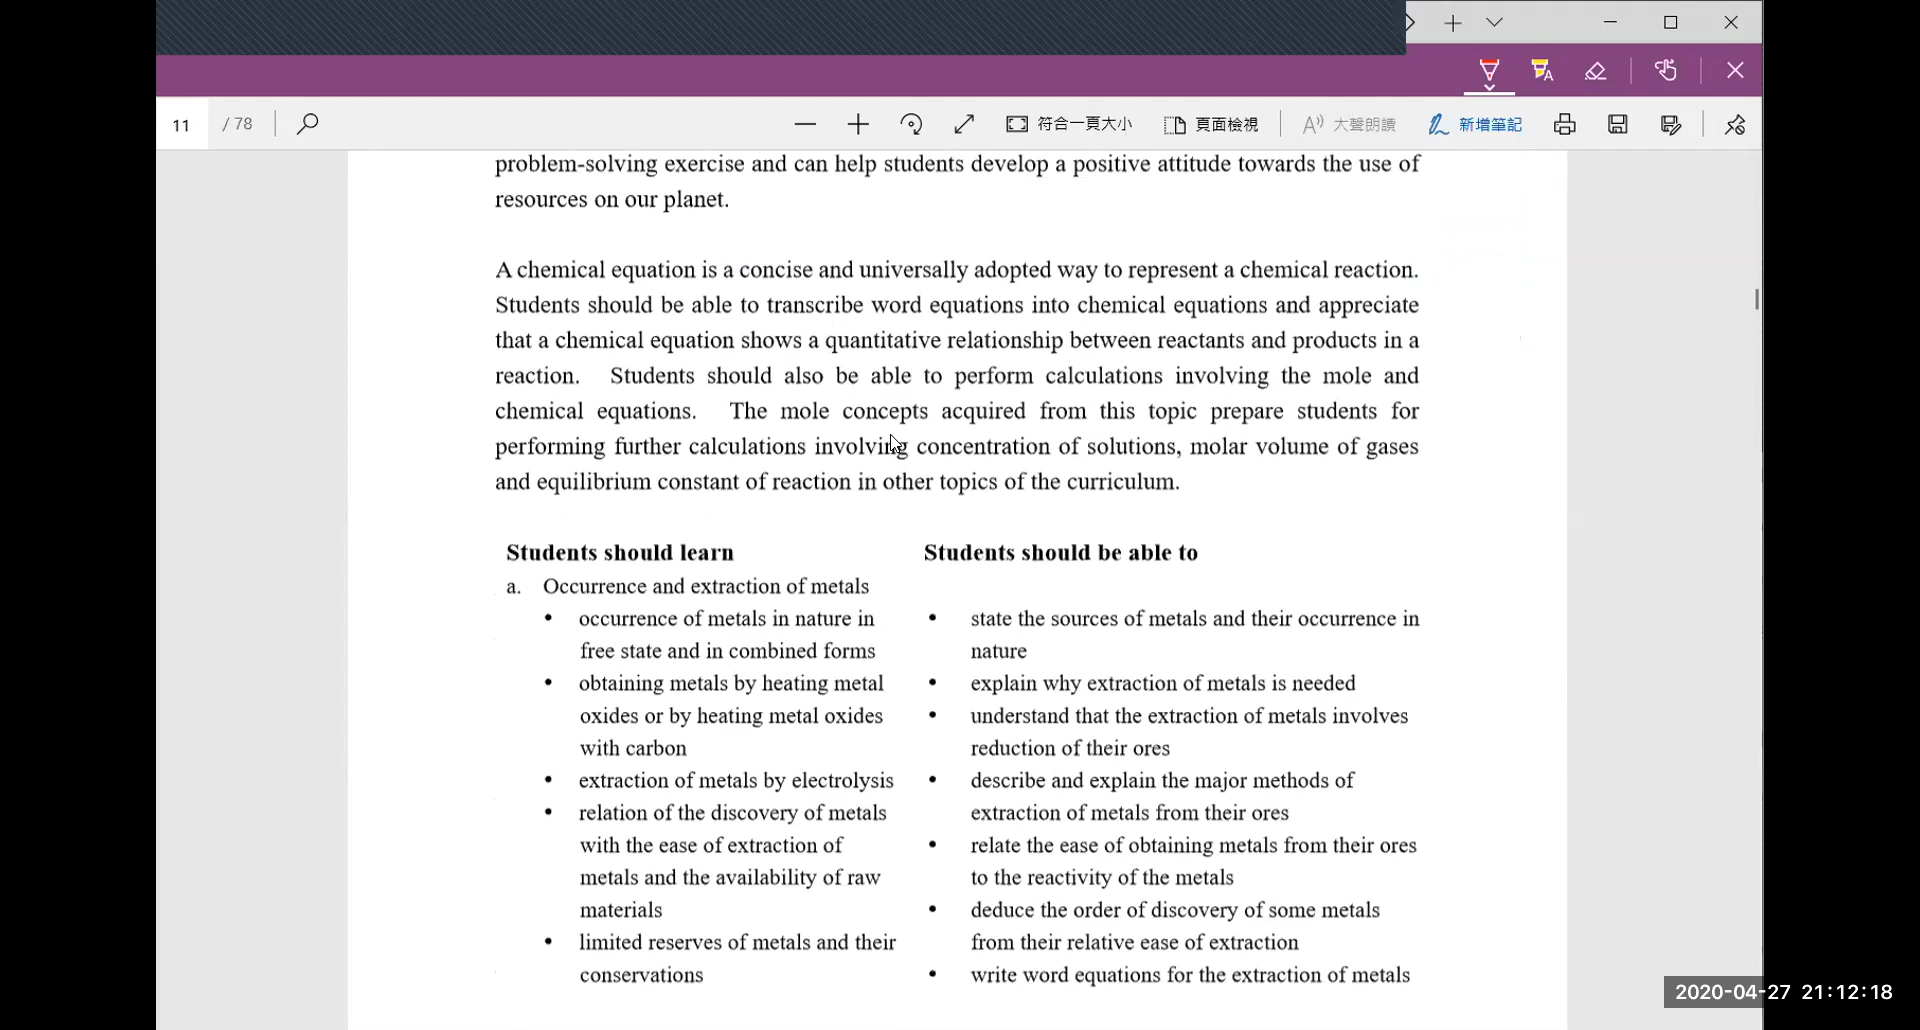 11 / 78 符合一頁大小 頁面檢視 A 大聲朗讀 新增筆記
problem-solving exercise and can help students develop a positive attitude towards the use of
resources on our planet.
A chemical equation is a concise and universally adopted way to represent a chemical reaction.
Students should be able to transcribe word equations into chemical equations and appreciate
that a chemical equation shows a quantitative relationship between reactants and products in a
reaction. Students should also be able to perform calculations involving the mole and
chemical equations. The mole concepts acquired from this topic prepare students for
performing further calculations involving concentration of solutions, molar volume of gases
and equilibrium constant of reaction in other topics of the curriculum.
Students should learn
a. Occurrence and extraction of metals
• occurrence of metals in nature in
free state and in combined forms
• obtaining metals by heating metal
oxides or by heating metal oxides
with carbon
• extraction of metals by electrolysis
• relation of the discovery of metals
with the ease of extraction of
metals and the availability of raw
materials
• limited reserves of metals and their
conservations
Students should be able to
• state the sources of metals and their occurrence in
nature
• explain why extraction of metals is needed
• understand that the extraction of metals involves
reduction of their ores
• describe and explain the major methods of
extraction of metals from their ores
• relate the ease of obtaining metals from their ores
to the reactivity of the metals
• deduce the order of discovery of some metals
from their relative ease of extraction
• write word equations for the extraction of metals
2020-04-27 21:12:18